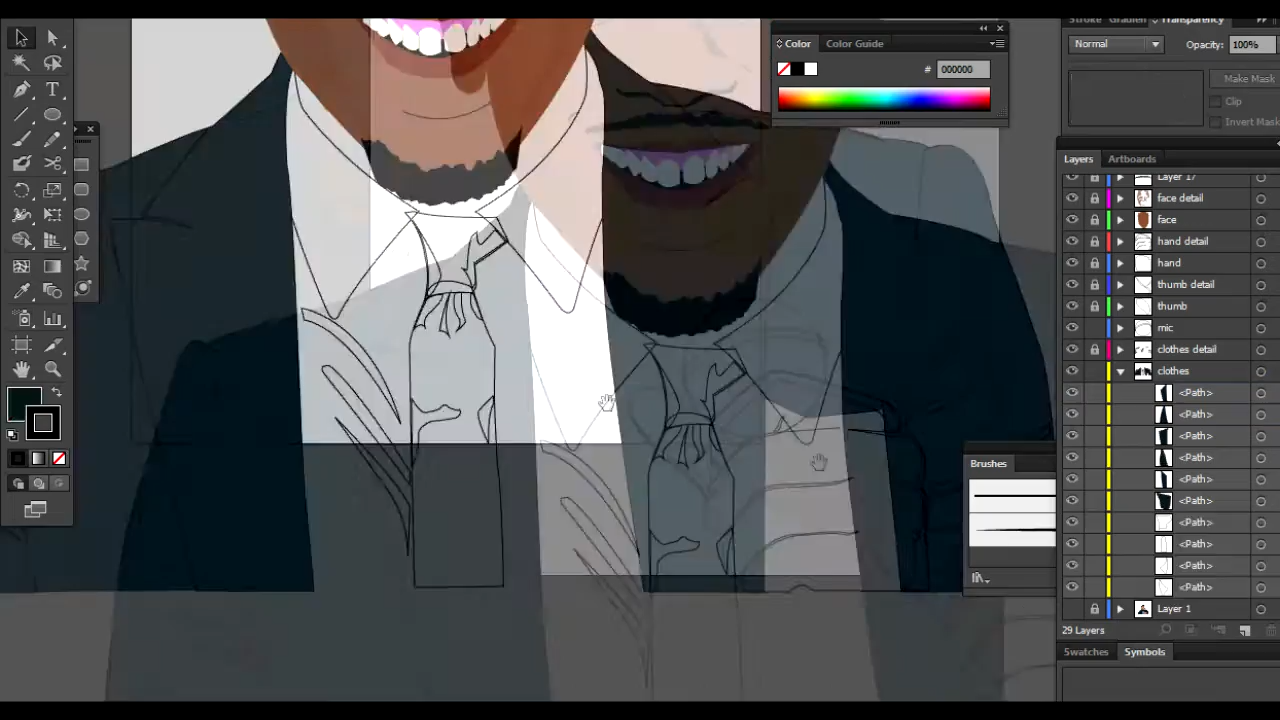 Stroke Gradien Transparency
Color Color Guide
# 000000
Normal Opacity: 100%
Make Mask
Clip
Invert Mask
Layers Artboards
Layer 17
face detail
face
hand detail
hand
thumb detail
thumb
mic
clothes detail
clothes
<Path>
<Path>
<Path>
<Path>
<Path>
<Path>
<Path>
<Path>
<Path>
<Path>
Layer 1
29 Layers
Brushes
Swatches Symbols